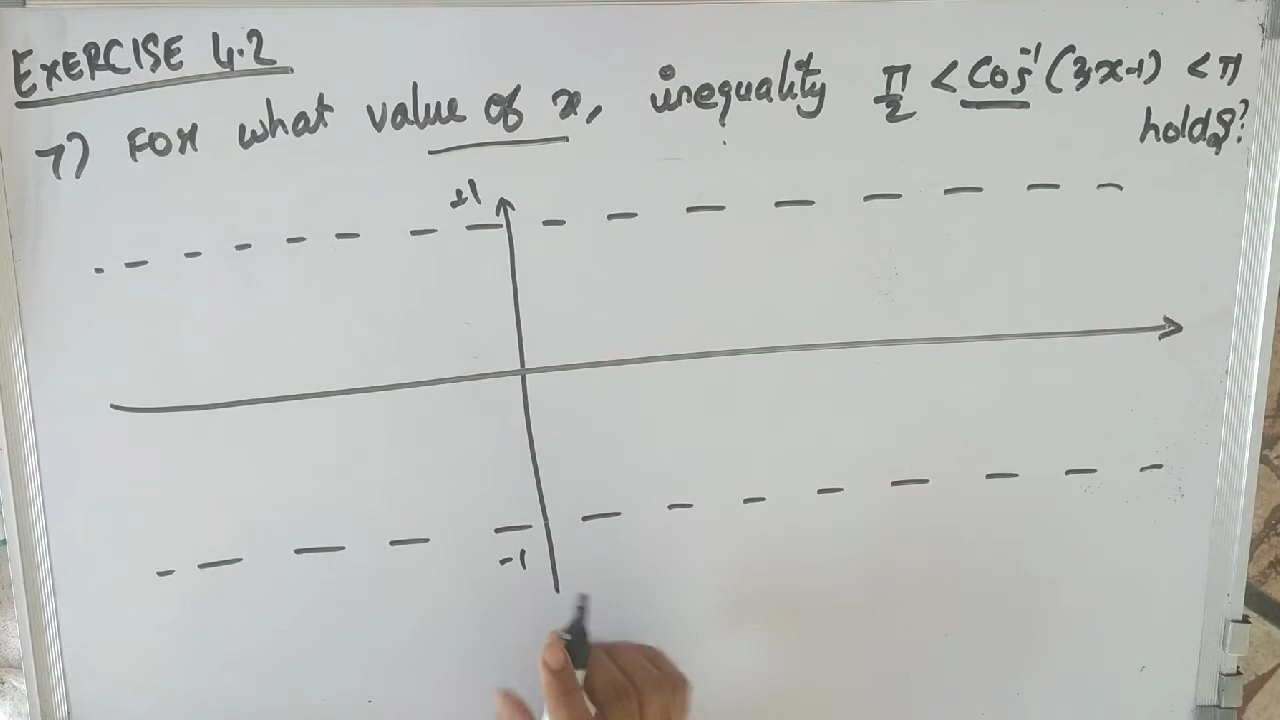 EXERCISE 4.2
7) FOR what value of x, inequality π/2 < Cos⁻¹(3x-1) < π
holds?
+1
-1